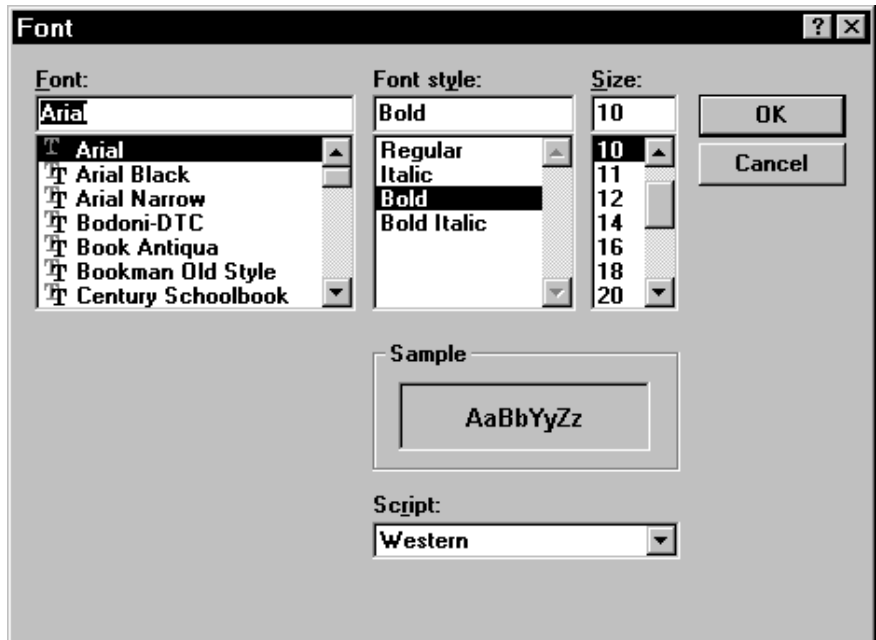 Font
Font:
Arial
Arial
Arial Black
Arial Narrow
Bodoni-DTC
Book Antiqua
Bookman Old Style
Century Schoolbook
Font style:
Bold
Regular
Italic
Bold
Bold Italic
Size:
10
10
11
12
14
16
18
20
OK
Cancel
Sample
AaBbYyZz
Script:
Western